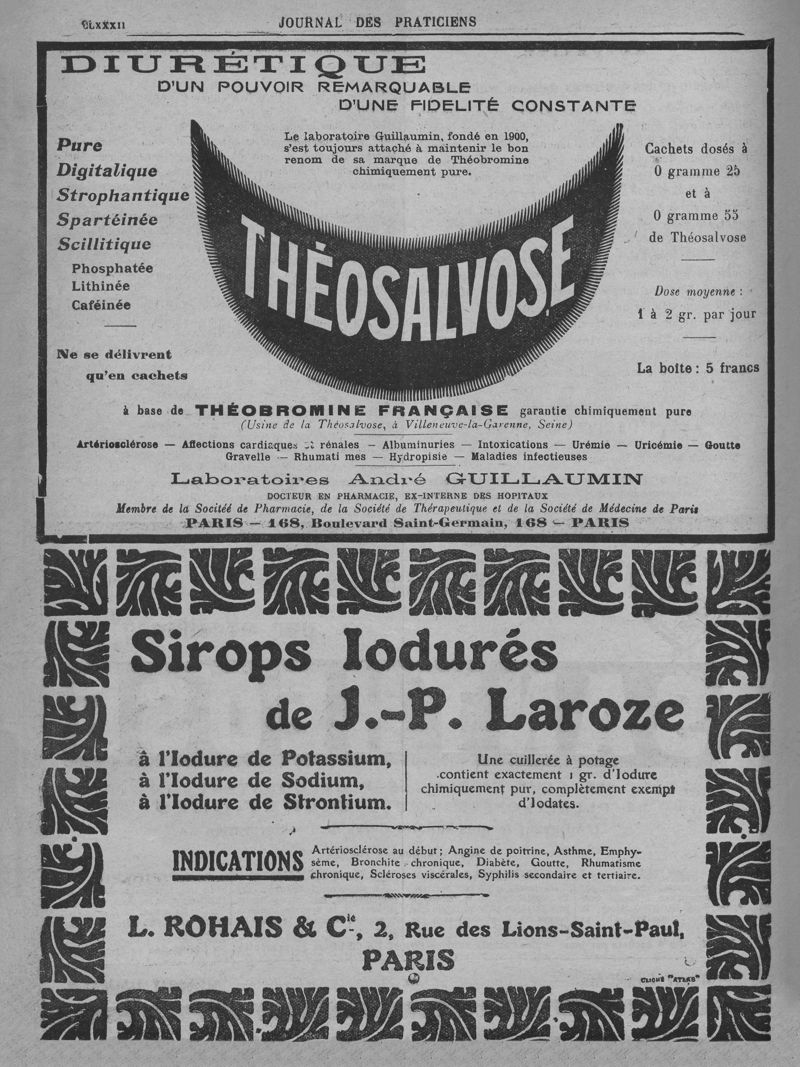 CLXXXII
JOURNAL DES PRATICIENS
DIURÉTIQUE
D'UN POUVOIR REMARQUABLE
D'UNE FIDELITÉ CONSTANTE
Le laboratoire Guillaumin, fondé en 1900,
s'est toujours attaché à maintenir le bon
renom de sa marque de Théobromine
chimiquement pure.
Pure
Digitalique
Strophantique
Spartéinée
Scillitique
Phosphatée
Lithinée
Caféinée
Ne se délivrent
qu'en cachets
THÉOSALVOSE
Cachets dosés à
0 gramme 25
et à
0 gramme 55
de Théosalvose
Dose moyenne :
1 à 2 gr. par jour
La boîte : 5 francs
à base de THÉOBROMINE FRANÇAISE garantie chimiquement pure
(Usine de la Théosalvose, à Villeneuve-la-Garenne, Seine)
Artériosclérose — Affections cardiaques et rénales — Albuminuries — Intoxications — Urémie — Uricémie — Goutte
Gravelle — Rhumati mes — Hydropisie — Maladies infectieuses
Laboratoires André GUILLAUMIN
DOCTEUR EN PHARMACIE, EX-INTERNE DES HOPITAUX
Membre de la Socitéé de Pharmacie, de la Société de Thérapeutique et de la Société de Médecine de Paris
PARIS — 168, Boulevard Saint-Germain, 168 — PARIS
Sirops Iodurés
de J.-P. Laroze
à l'Iodure de Potassium,
à l'Iodure de Sodium,
à l'Iodure de Strontium.
Une cuillerée à potage
contient exactement 1 gr. d'Iodure
chimiquement pur, complètement exempt
d'Iodates.
INDICATIONS
Artériosclérose au début ; Angine de poitrine, Asthme, Emphy-
sème, Bronchite chronique, Diabète, Goutte, Rhumatisme
chronique, Scléroses viscérales, Syphilis secondaire et tertiaire.
L. ROHAIS & Cie, 2, Rue des Lions-Saint-Paul,
PARIS
CLICHÉ "ATLAS"